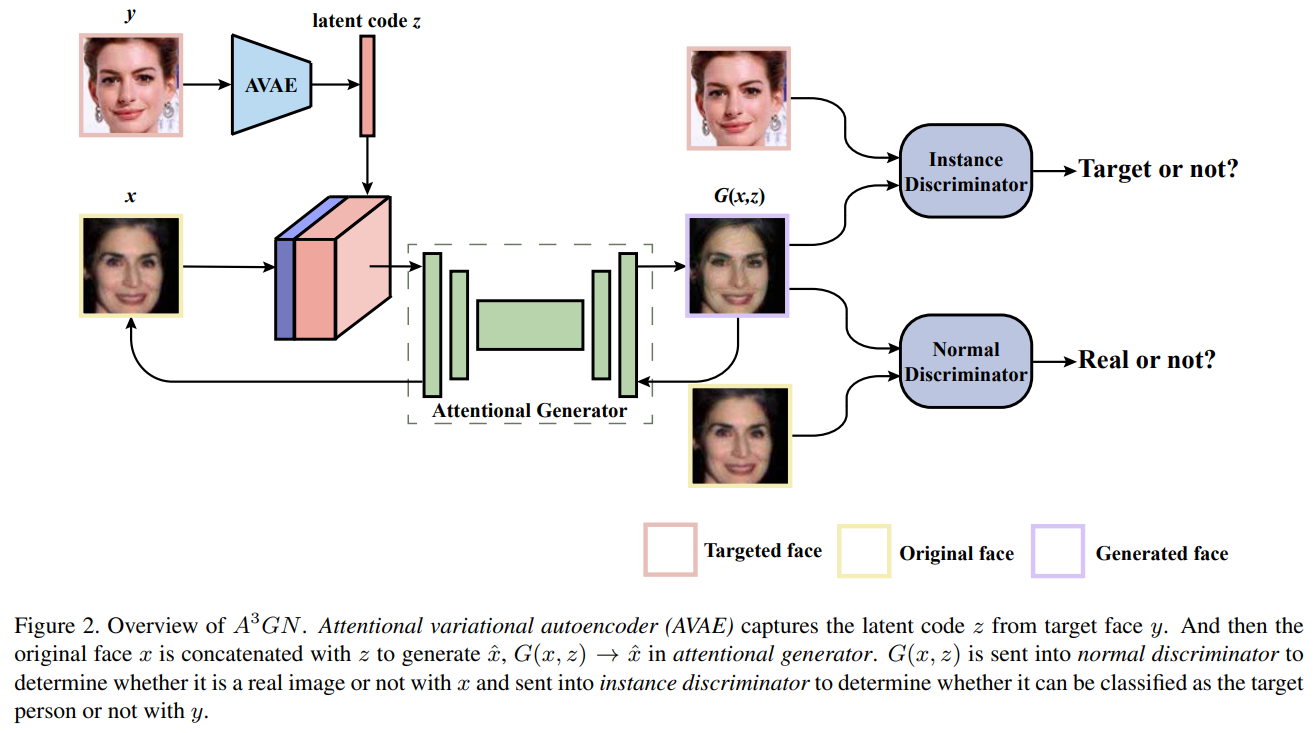 y
latent code z
AVAE
x
G(x,z)
Instance
Discriminator
Target or not?
Normal
Discriminator
Real or not?
Attentional Generator
Targeted face
Original face
Generated face
Figure 2. Overview of A³GN. Attentional variational autoencoder (AVAE) captures the latent code z from target face y. And then the
original face x is concatenated with z to generate x̂, G(x, z) → x̂ in attentional generator. G(x, z) is sent into normal discriminator to
determine whether it is a real image or not with x and sent into instance discriminator to determine whether it can be classified as the target
person or not with y.